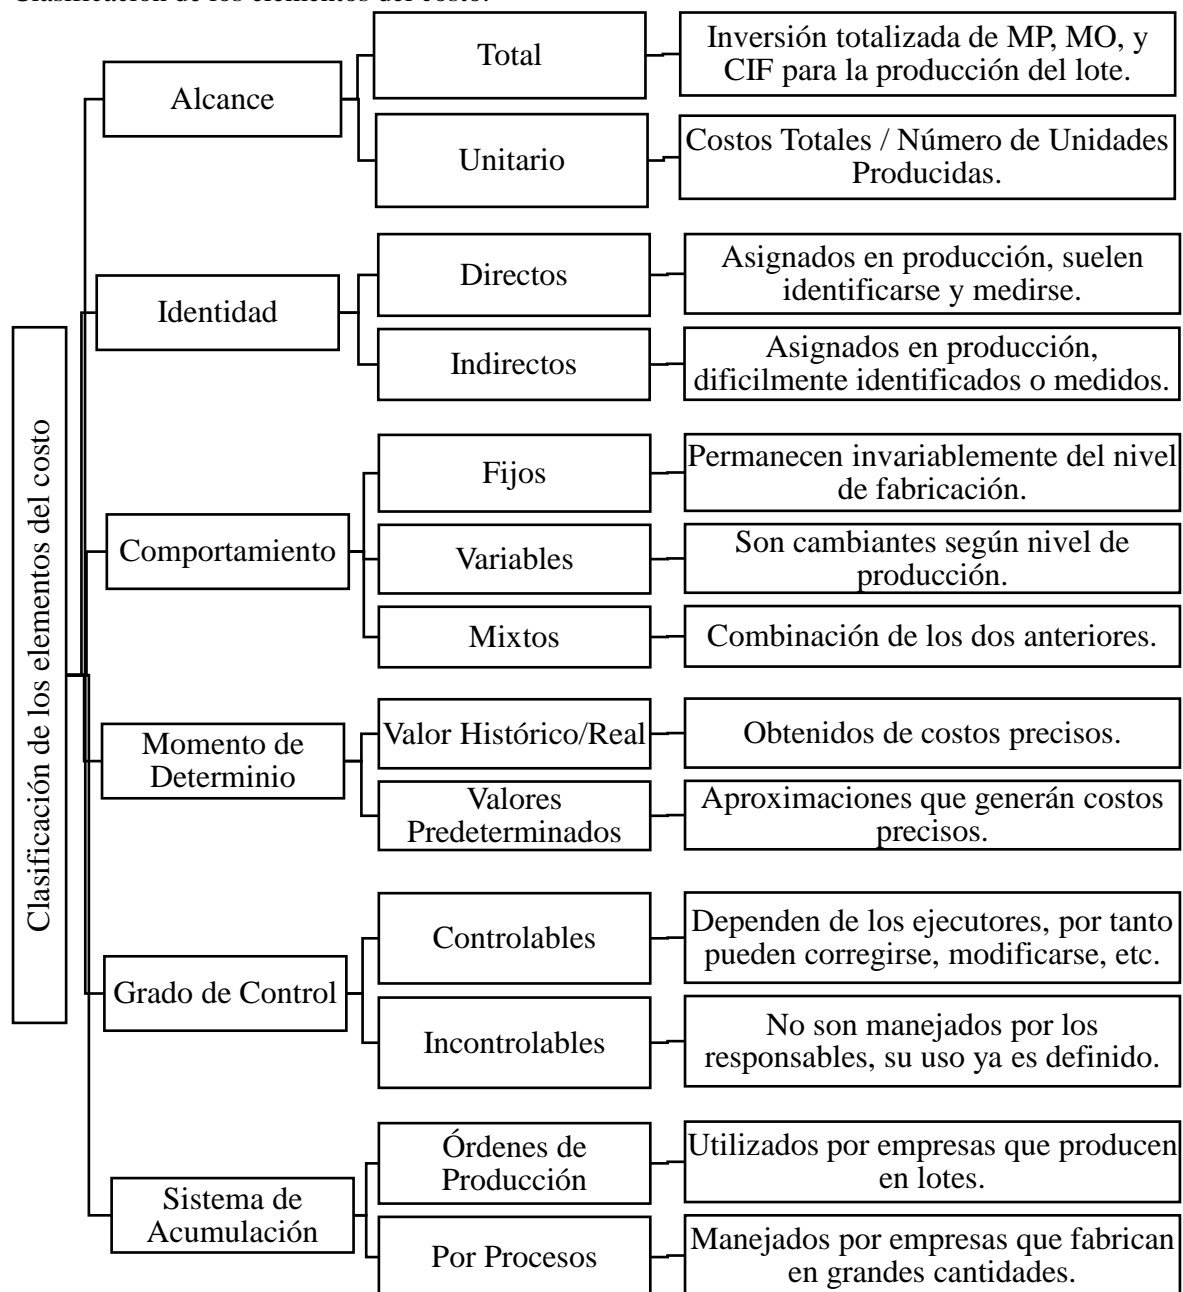 Clasificación de los elementos del costo.
Clasificación de los elementos del costo
Alcance
Total
Inversión totalizada de MP, MO, y
CIF para la producción del lote.
Unitario
Costos Totales / Número de Unidades
Producidas.
Identidad
Directos
Asignados en producción, suelen
identificarse y medirse.
Indirectos
Asignados en producción,
dificilmente identificados o medidos.
Comportamiento
Fijos
Permanecen invariablemente del nivel
de fabricación.
Variables
Son cambiantes según nivel de
producción.
Mixtos
Combinación de los dos anteriores.
Momento de
Determinio
Valor Histórico/Real
Obtenidos de costos precisos.
Valores
Predeterminados
Aproximaciones que generán costos
precisos.
Grado de Control
Controlables
Dependen de los ejecutores, por tanto
pueden corregirse, modificarse, etc.
Incontrolables
No son manejados por los
responsables, su uso ya es definido.
Sistema de
Acumulación
Órdenes de
Producción
Utilizados por empresas que producen
en lotes.
Por Procesos
Manejados por empresas que fabrican
en grandes cantidades.